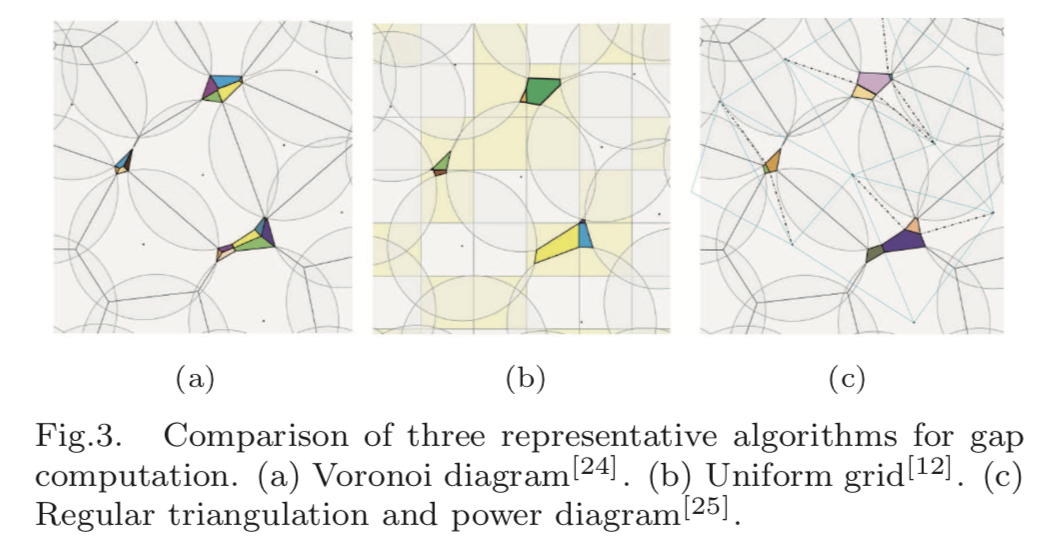 (a) (b) (c)
Fig.3. Comparison of three representative algorithms for gap
computation. (a) Voronoi diagram[24]. (b) Uniform grid[12]. (c)
Regular triangulation and power diagram[25].